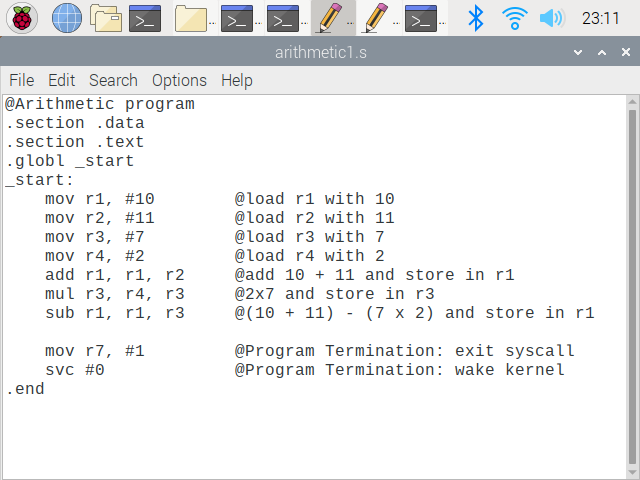 23:11
arithmetic1.s
File Edit Search Options Help
@Arithmetic program
.section .data
.section .text
.globl _start
_start:
    mov r1, #10        @load r1 with 10
    mov r2, #11        @load r2 with 11
    mov r3, #7         @load r3 with 7
    mov r4, #2         @load r4 with 2
    add r1, r1, r2     @add 10 + 11 and store in r1
    mul r3, r4, r3     @2x7 and store in r3
    sub r1, r1, r3     @(10 + 11) - (7 x 2) and store in r1
    mov r7, #1         @Program Termination: exit syscall
    svc #0             @Program Termination: wake kernel
.end